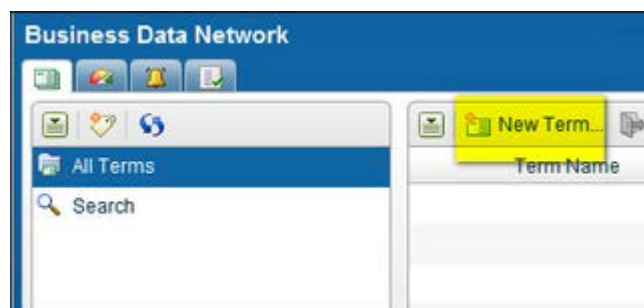 Business Data Network
New Term...
All Terms
Term Name
Search